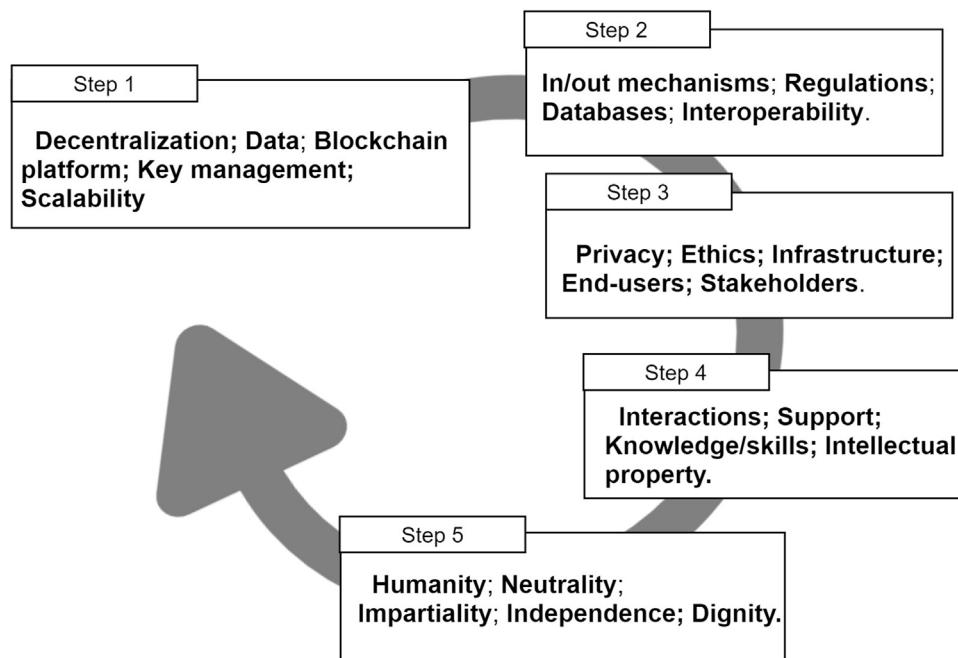 Step 1
Decentralization; Data; Blockchain
platform; Key management;
Scalability
Step 2
In/out mechanisms; Regulations;
Databases; Interoperability.
Step 3
Privacy; Ethics; Infrastructure;
End-users; Stakeholders.
Step 4
Interactions; Support;
Knowledge/skills; Intellectual
property.
Step 5
Humanity; Neutrality;
Impartiality; Independence; Dignity.